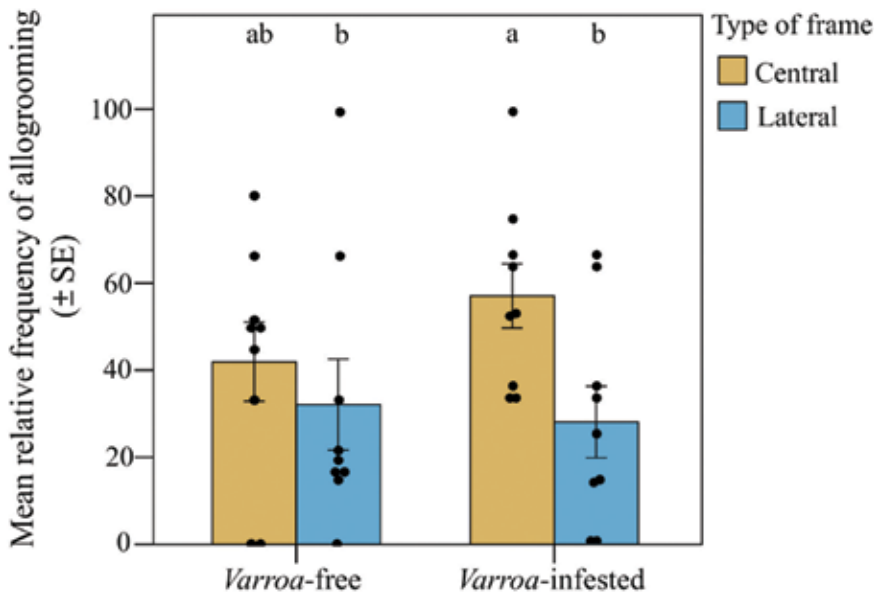 Mean relative frequency of allogrooming
(± SE)
ab b a b
100
80
60
40
20
0
Varroa-free Varroa-infested
Type of frame
Central
Lateral